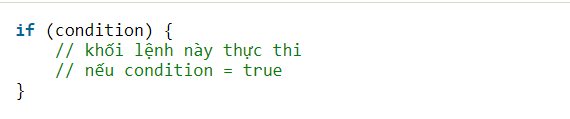 if (condition) {
    // khối lệnh này thực thi
    // nếu condition = true
}